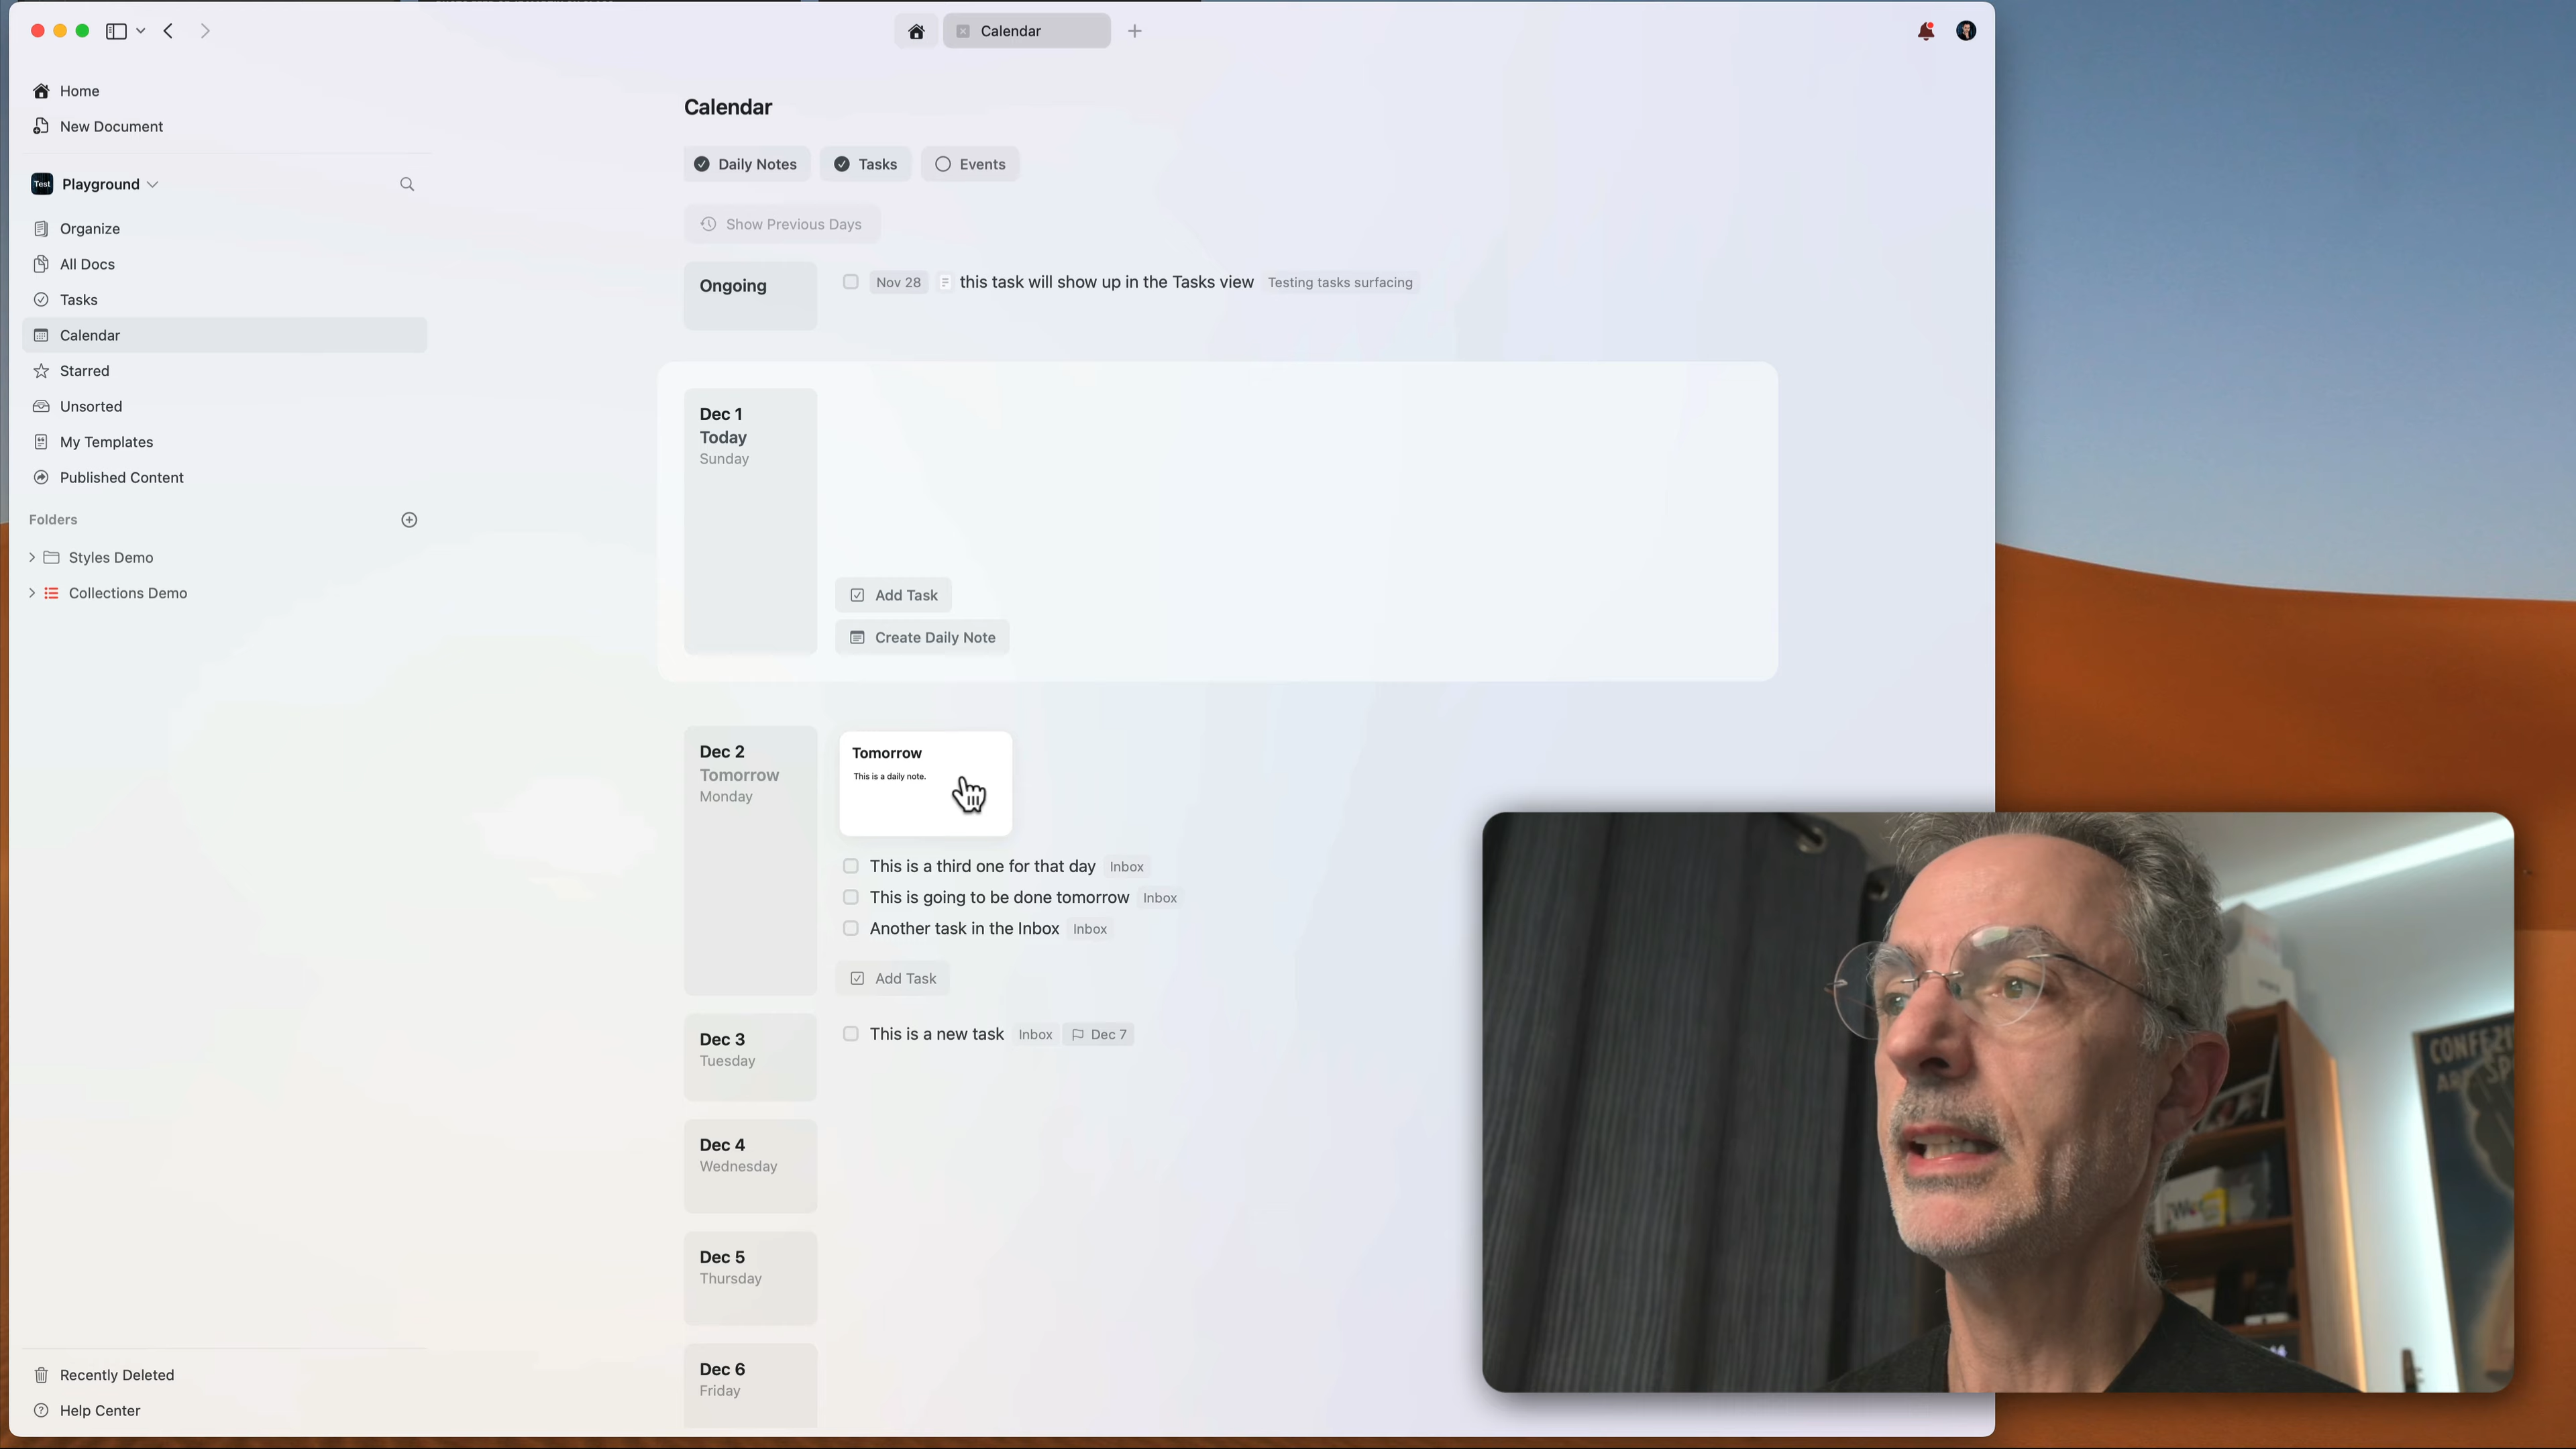 Calendar
Home
New Document
Test Playground
Organize
All Docs
Tasks
Calendar
Starred
Unsorted
My Templates
Published Content
Folders
Styles Demo
Collections Demo
Recently Deleted
Help Center
Calendar
Daily Notes Tasks Events
Show Previous Days
Ongoing
Nov 28 this task will show up in the Tasks view Testing tasks surfacing
Dec 1
Today
Sunday
Add Task
Create Daily Note
Dec 2
Tomorrow
Monday
Tomorrow
This is a daily note.
This is a third one for that day Inbox
This is going to be done tomorrow Inbox
Another task in the Inbox Inbox
Add Task
Dec 3
Tuesday
This is a new task Inbox Dec 7
Dec 4
Wednesday
Dec 5
Thursday
Dec 6
Friday